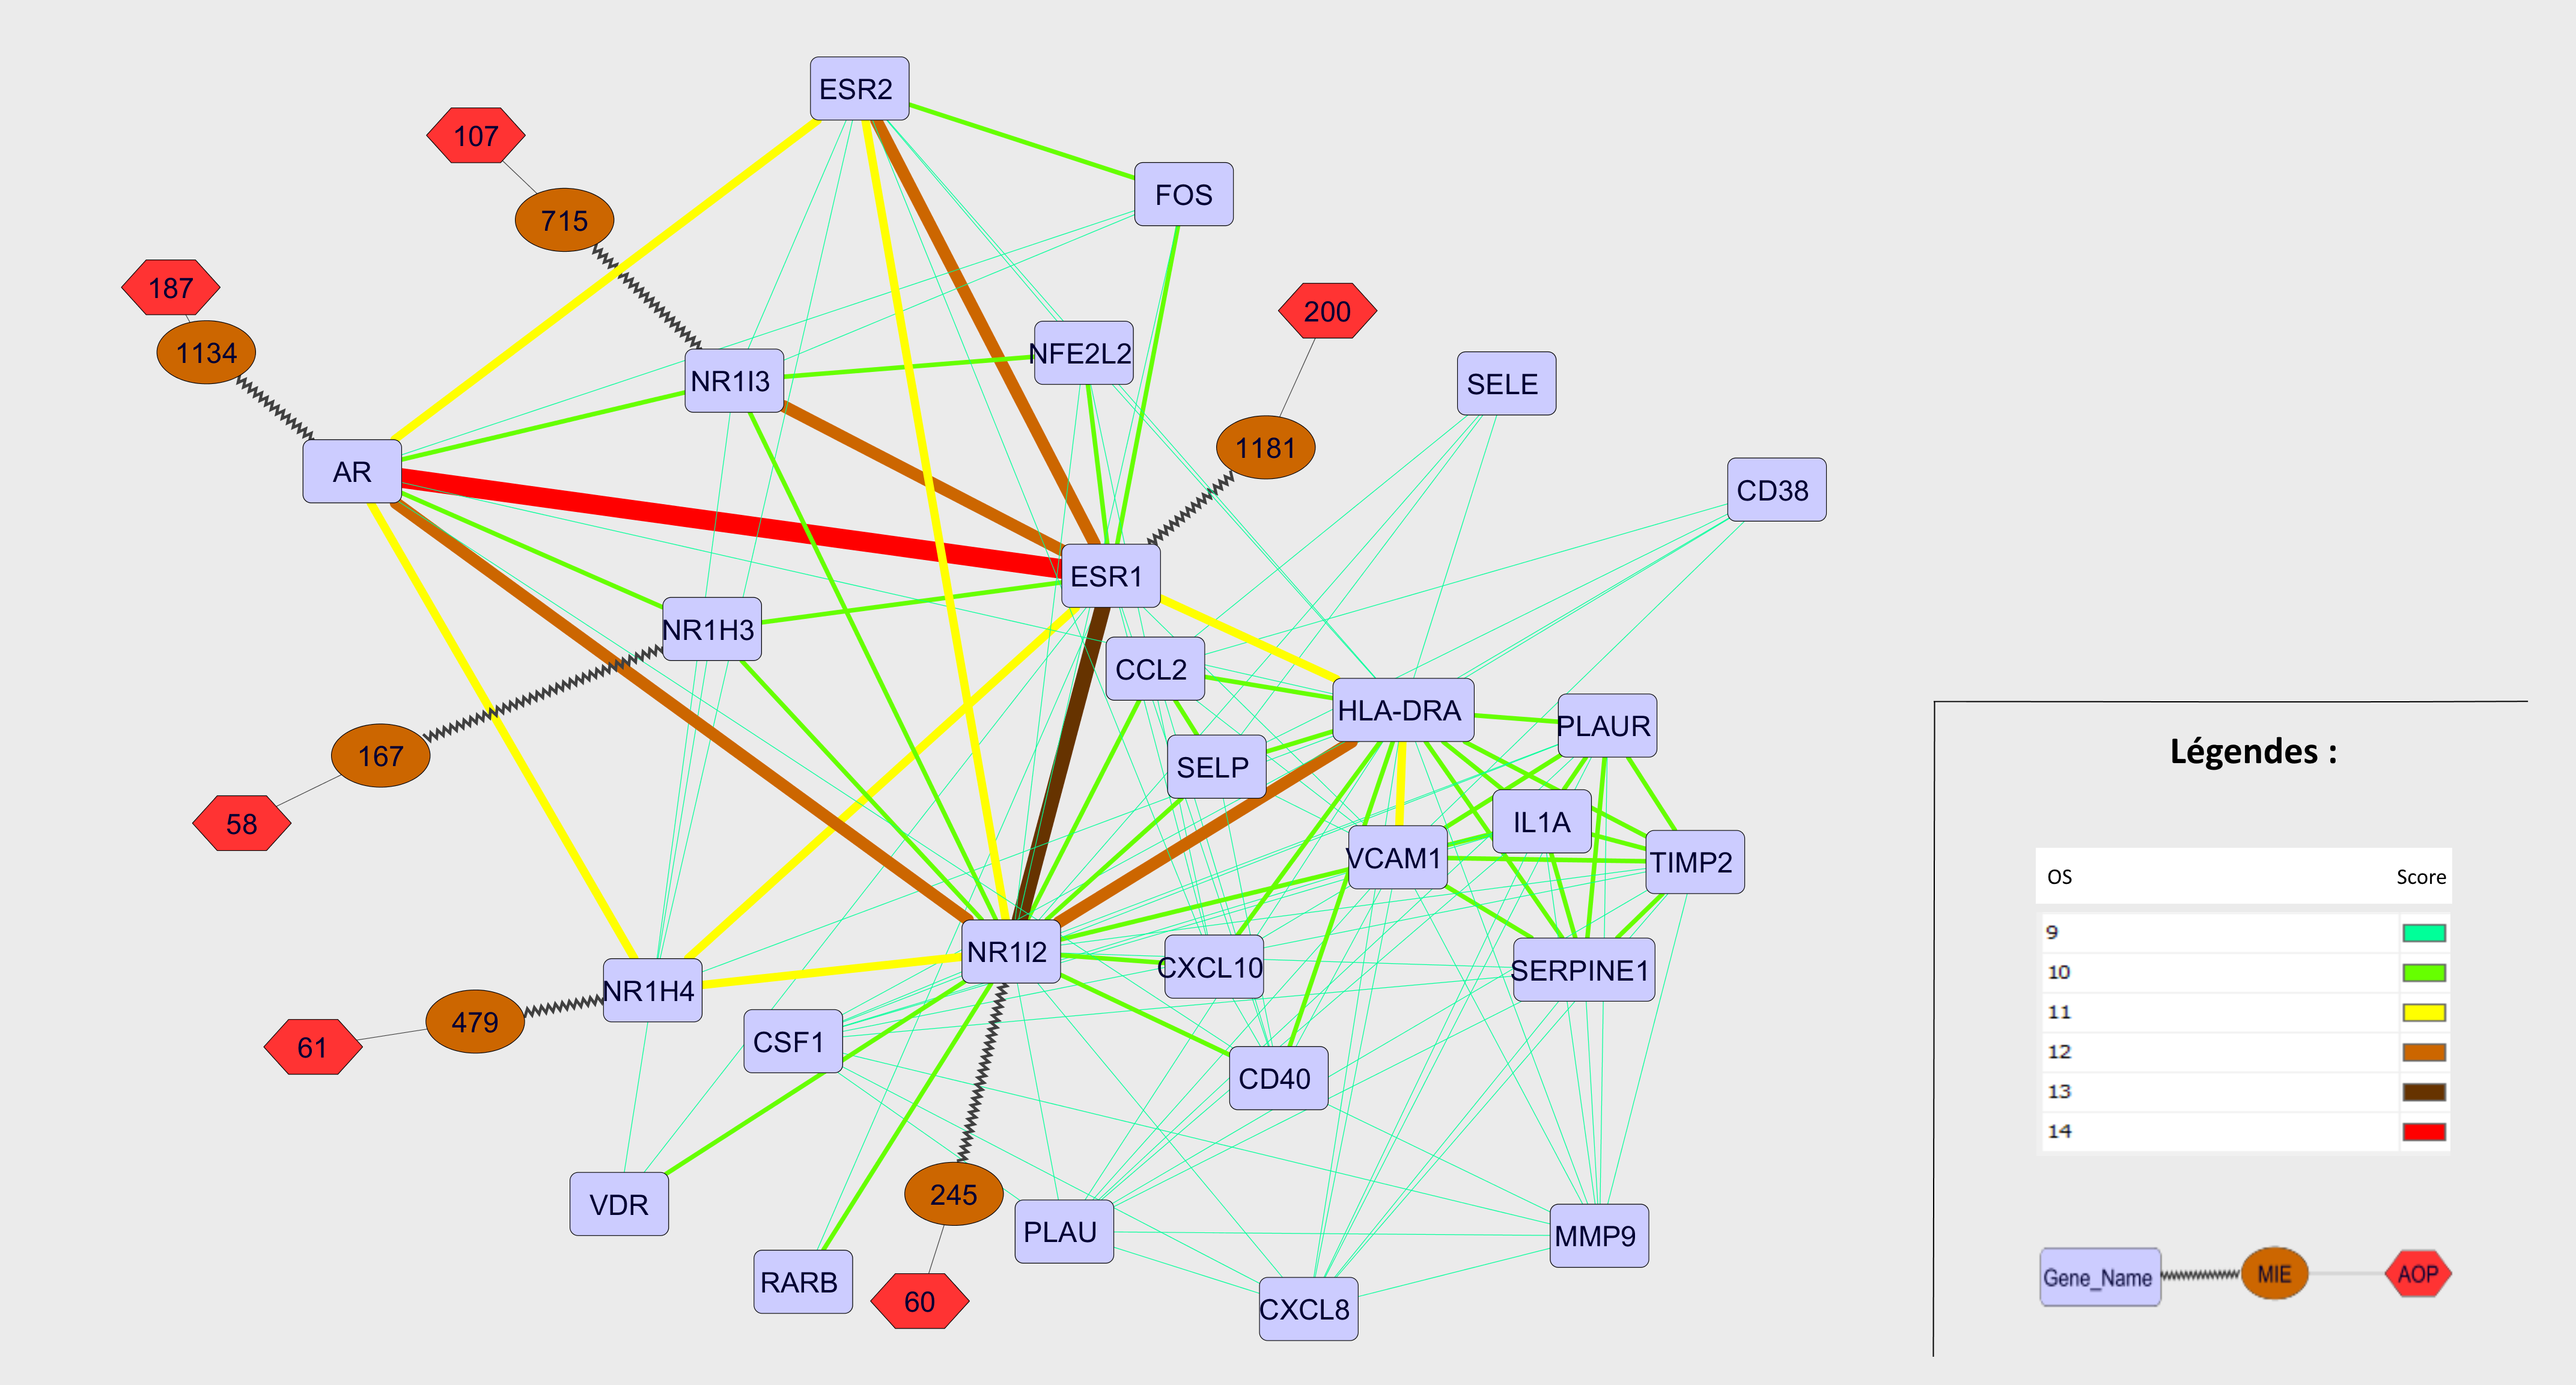 ESR2
107
FOS
715
187
200
1134
NFE2L2
NR1I3
SELE
1181
AR
CD38
ESR1
NR1H3
CCL2
HLA-DRA
PLAUR
Légendes :
167
SELP
58
IL1A
VCAM1
TIMP2
OS Score
9
NR1I2
CXCL10
SERPINE1
10
NR1H4
11
479
CSF1
61
12
CD40
13
14
245
VDR
PLAU
MMP9
Gene_Name MIE AOP
RARB
60
CXCL8